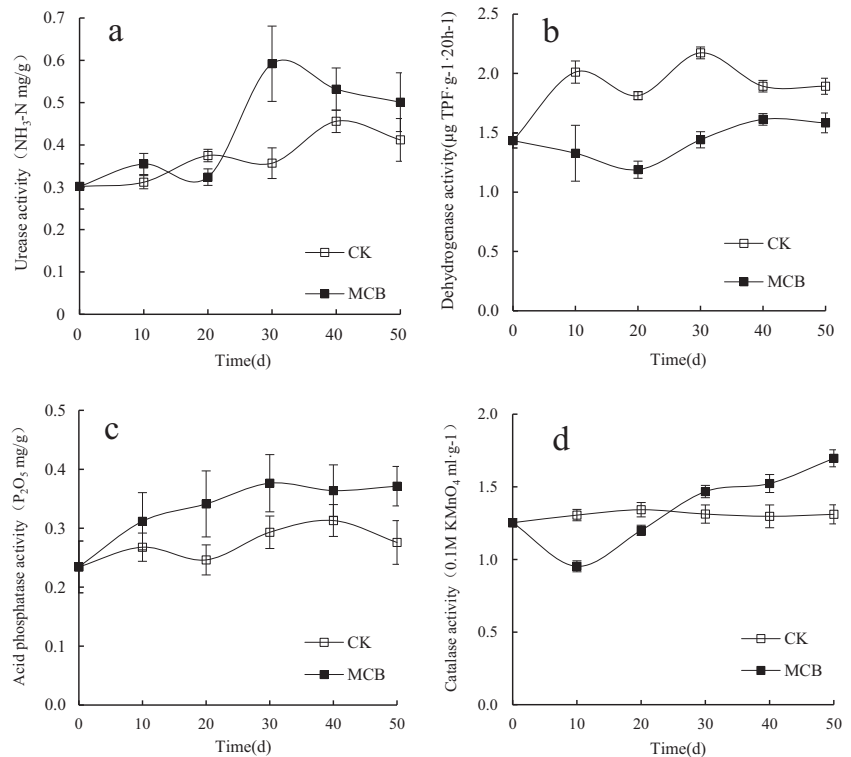 a
0.7
0.6
0.5
0.4
0.3
0.2
0.1
0
Urease activity（NH3-N mg/g）
CK
MCB
0 10 20 30 40 50
Time(d)
b
2.5
2.0
1.5
1.0
0.5
0.0
Dehydrogenase activity(µg TPF·g-1·20h-1)
CK
MCB
0 10 20 30 40 50
Time(d)
c
0.5
0.4
0.3
0.2
0.1
0.0
Acid phosphatase activity（P2O5 mg/g）
CK
MCB
0 10 20 30 40 50
Time(d)
d
2.0
1.5
1.0
0.5
0.0
Catalase activity（0.1M KMnO4 ml·g-1）
CK
MCB
0 10 20 30 40 50
Time(d)